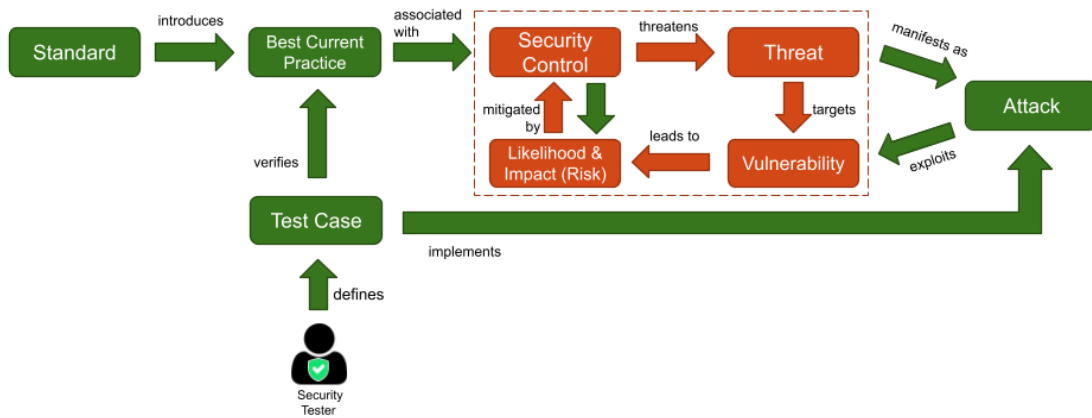 introduces
associated
with
Standard
Best Current
Practice
Security
Control
threatens
Threat
manifests as
Attack
mitigated
by
targets
verifies
Likelihood &
Impact (Risk)
leads to
Vulnerability
exploits
Test Case
implements
defines
Security
Tester